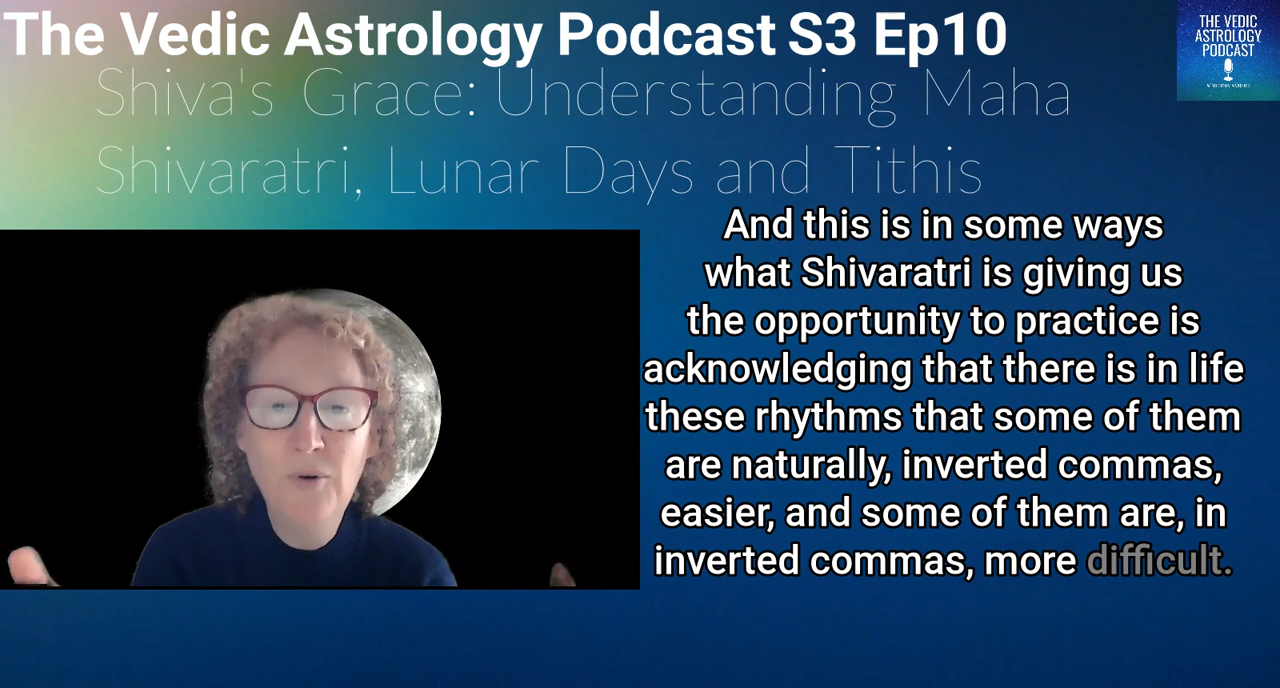 The Vedic Astrology Podcast S3 Ep10
Shiva's Grace: Understanding Maha
Shivaratri, Lunar Days and Tithis
THE VEDIC
ASTROLOGY
PODCAST
And this is in some ways
what Shivaratri is giving us
the opportunity to practice is
acknowledging that there is in life
these rhythms that some of them
are naturally, inverted commas,
easier, and some of them are, in
inverted commas, more difficult.